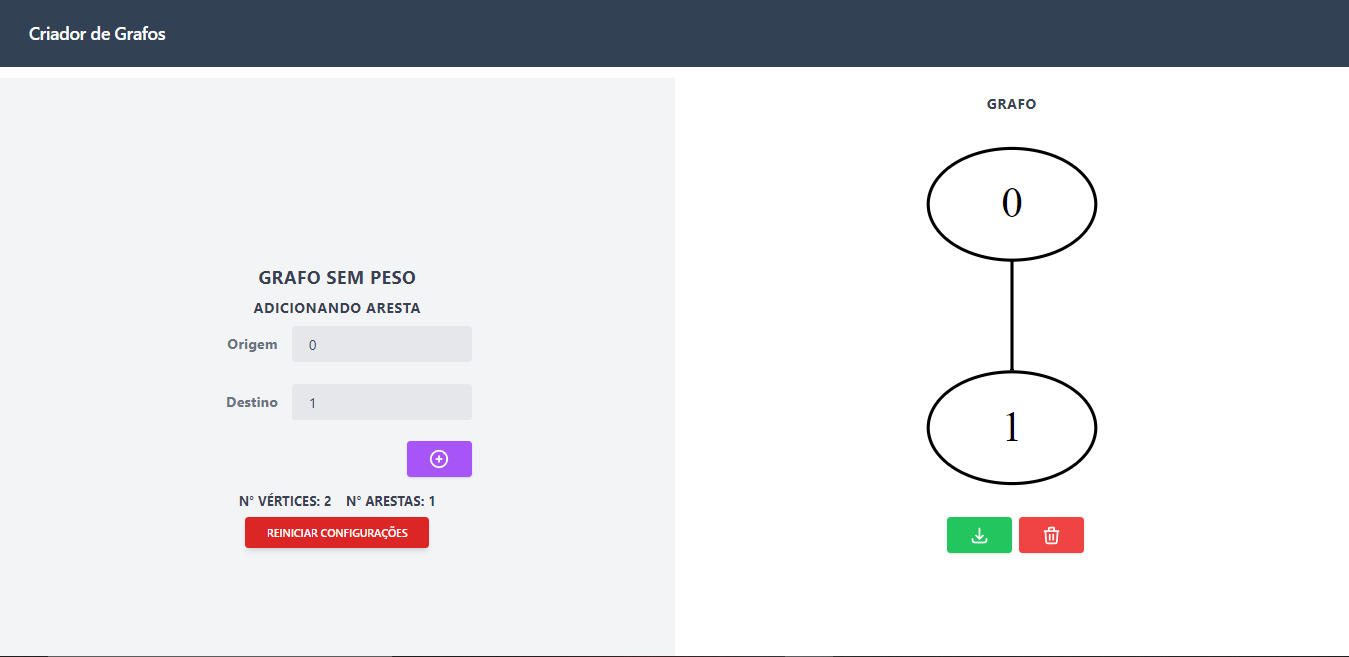 Criador de Grafos
GRAFO SEM PESO
ADICIONANDO ARESTA
Origem 0
Destino 1
N° VÉRTICES: 2 N° ARESTAS: 1
REINICIAR CONFIGURAÇÕES
GRAFO
0
1